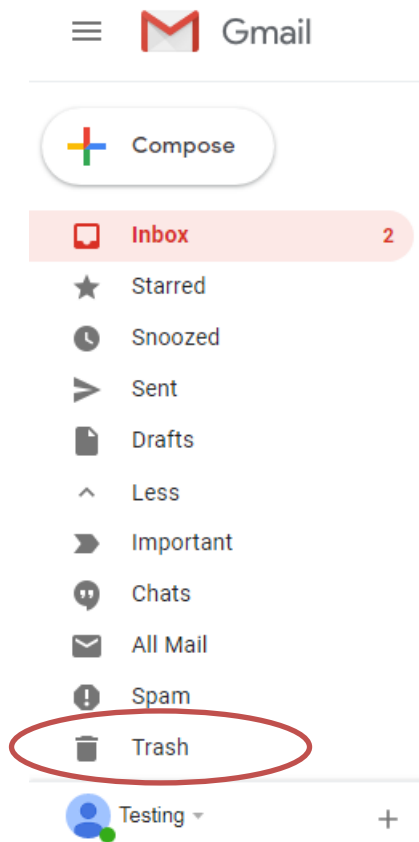 Gmail
Compose
Inbox 2
Starred
Snoozed
Sent
Drafts
Less
Important
Chats
All Mail
Spam
Trash
Testing